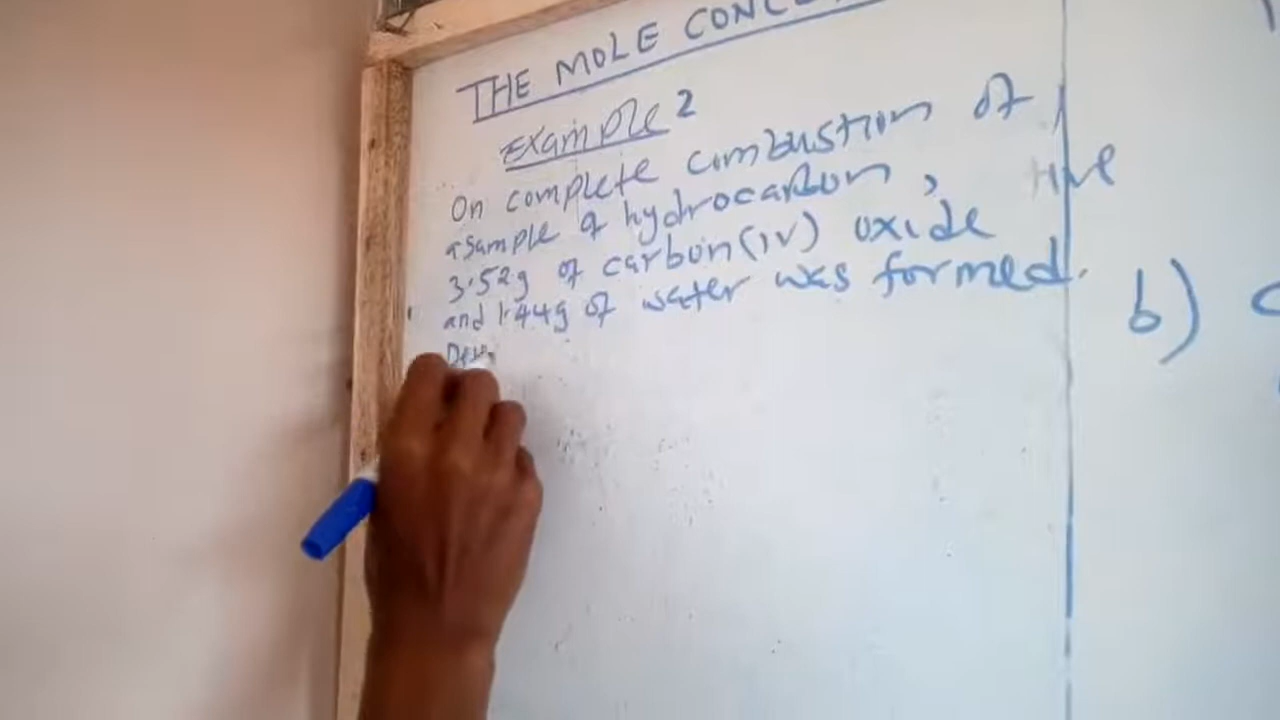 THE MOLE
Example 2
On complete combustion of
a sample of hydrocarbon, the
3.52g of carbon(IV) oxide
and 1.44g of water was formed.
b)